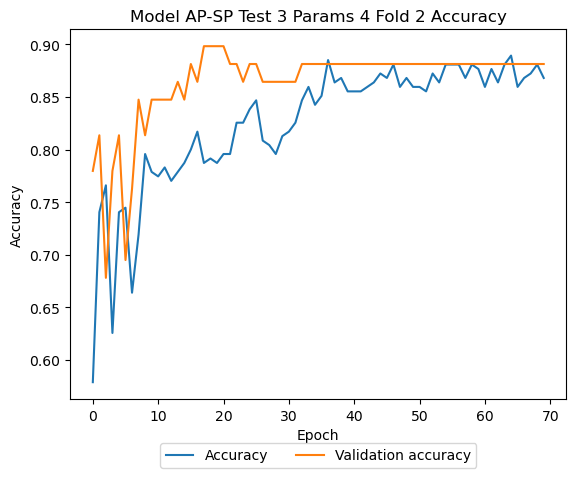 Model AP-SP Test 3 Params 4 Fold 2 Accuracy
0.90
0.85
0.80
0.75
0.70
0.65
0.60
Accuracy
0 10 20 30 40 50 60 70
Epoch
Accuracy Validation accuracy